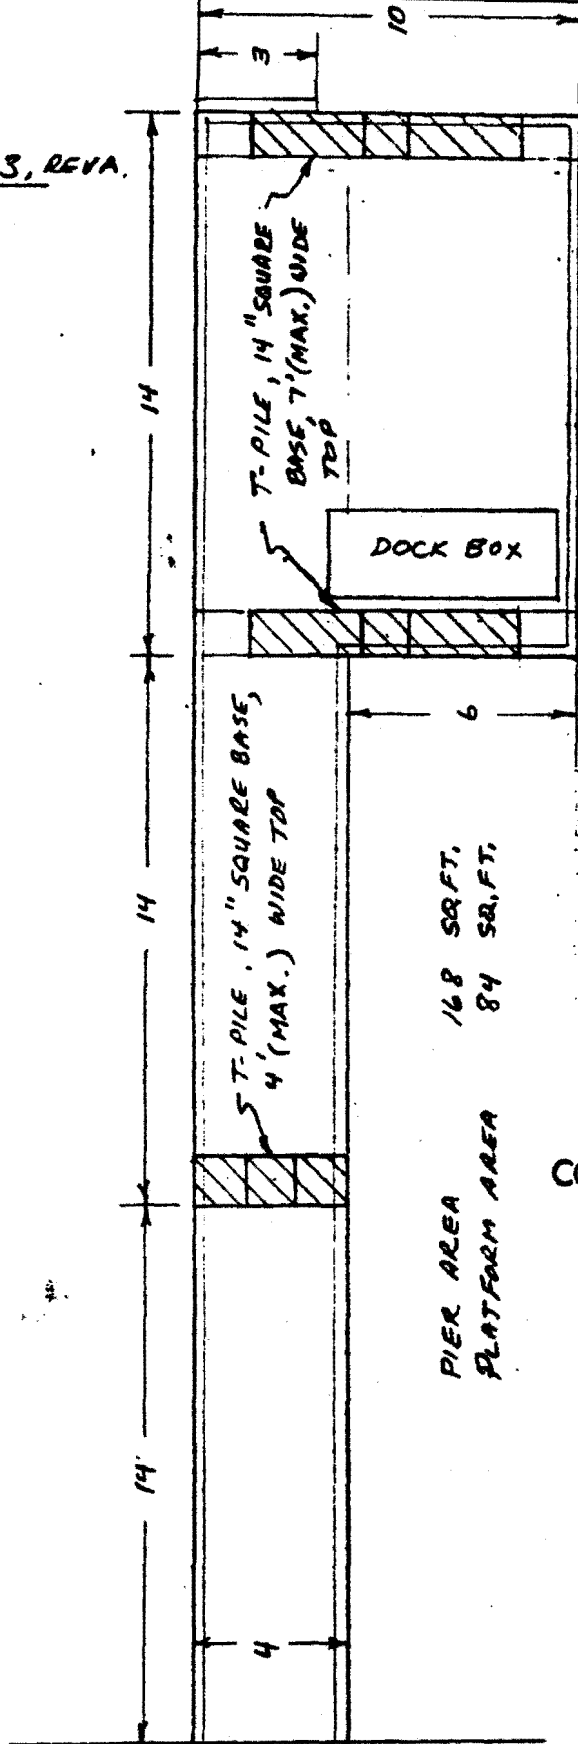 3, REVA.
10
3
14
14
14'
T-PILE, 14" SQUARE
BASE, 7'(MAX.) WIDE
TOP
DOCK BOX
T-PILE, 14" SQUARE BASE,
4'(MAX.) WIDE TOP
6
4
PIER AREA 168 SQ.FT.
PLATFORM AREA 84 SQ.FT.